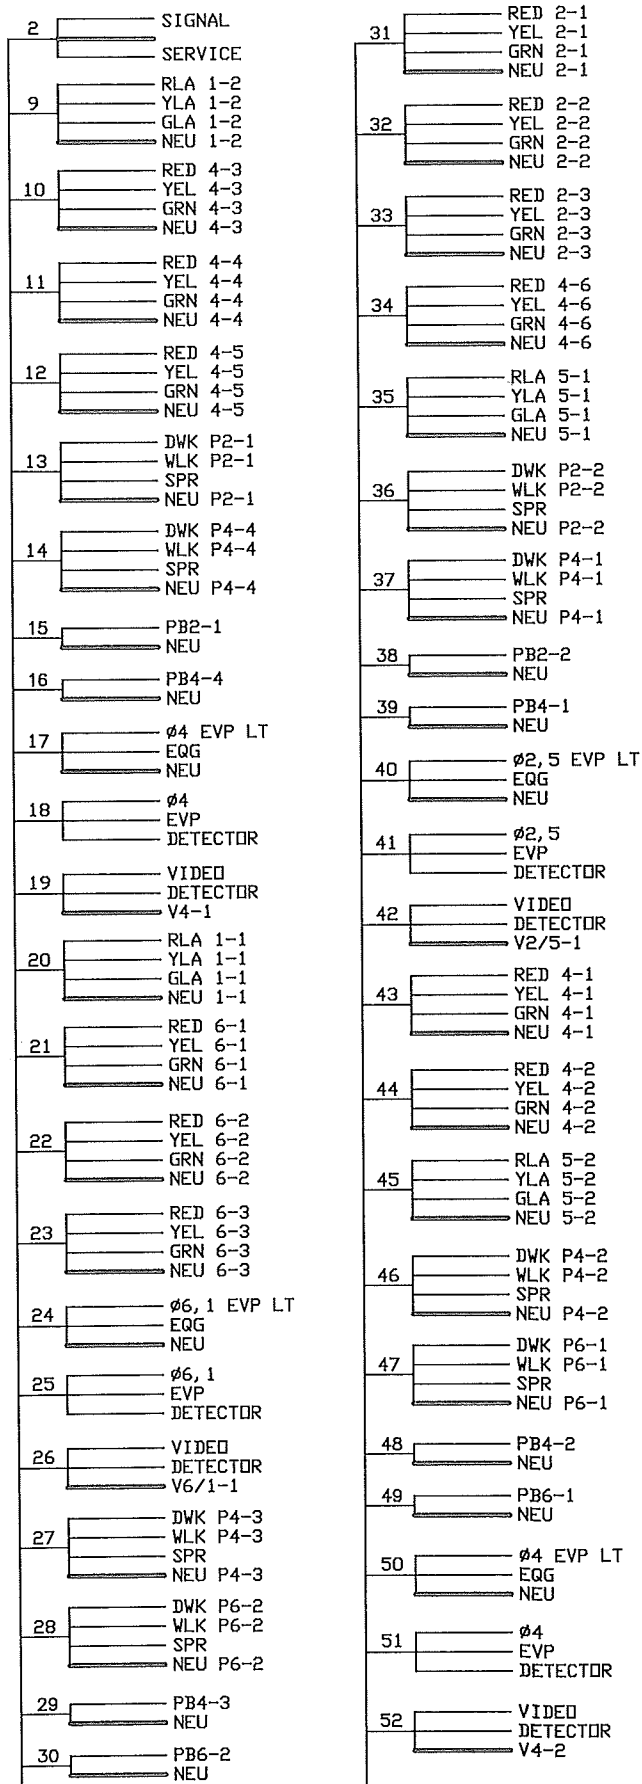 2
SIGNAL
SERVICE
9
RLA 1-2
YLA 1-2
GLA 1-2
NEU 1-2
10
RED 4-3
YEL 4-3
GRN 4-3
NEU 4-3
11
RED 4-4
YEL 4-4
GRN 4-4
NEU 4-4
12
RED 4-5
YEL 4-5
GRN 4-5
NEU 4-5
13
DWK P2-1
WLK P2-1
SPR
NEU P2-1
14
DWK P4-4
WLK P4-4
SPR
NEU P4-4
15
PB2-1
NEU
16
PB4-4
NEU
17
Ø4 EVP LT
EQG
NEU
18
Ø4
EVP
DETECTOR
19
VIDEO
DETECTOR
V4-1
20
RLA 1-1
YLA 1-1
GLA 1-1
NEU 1-1
21
RED 6-1
YEL 6-1
GRN 6-1
NEU 6-1
22
RED 6-2
YEL 6-2
GRN 6-2
NEU 6-2
23
RED 6-3
YEL 6-3
GRN 6-3
NEU 6-3
24
Ø6,1 EVP LT
EQG
NEU
25
Ø6,1
EVP
DETECTOR
26
VIDEO
DETECTOR
V6/1-1
27
DWK P4-3
WLK P4-3
SPR
NEU P4-3
28
DWK P6-2
WLK P6-2
SPR
NEU P6-2
29
PB4-3
NEU
30
PB6-2
NEU
31
RED 2-1
YEL 2-1
GRN 2-1
NEU 2-1
32
RED 2-2
YEL 2-2
GRN 2-2
NEU 2-2
33
RED 2-3
YEL 2-3
GRN 2-3
NEU 2-3
34
RED 4-6
YEL 4-6
GRN 4-6
NEU 4-6
35
RLA 5-1
YLA 5-1
GLA 5-1
NEU 5-1
36
DWK P2-2
WLK P2-2
SPR
NEU P2-2
37
DWK P4-1
WLK P4-1
SPR
NEU P4-1
38
PB2-2
NEU
39
PB4-1
NEU
40
Ø2,5 EVP LT
EQG
NEU
41
Ø2,5
EVP
DETECTOR
42
VIDEO
DETECTOR
V2/5-1
43
RED 4-1
YEL 4-1
GRN 4-1
NEU 4-1
44
RED 4-2
YEL 4-2
GRN 4-2
NEU 4-2
45
RLA 5-2
YLA 5-2
GLA 5-2
NEU 5-2
46
DWK P4-2
WLK P4-2
SPR
NEU P4-2
47
DWK P6-1
WLK P6-1
SPR
NEU P6-1
48
PB4-2
NEU
49
PB6-1
NEU
50
Ø4 EVP LT
EQG
NEU
51
Ø4
EVP
DETECTOR
52
VIDEO
DETECTOR
V4-2